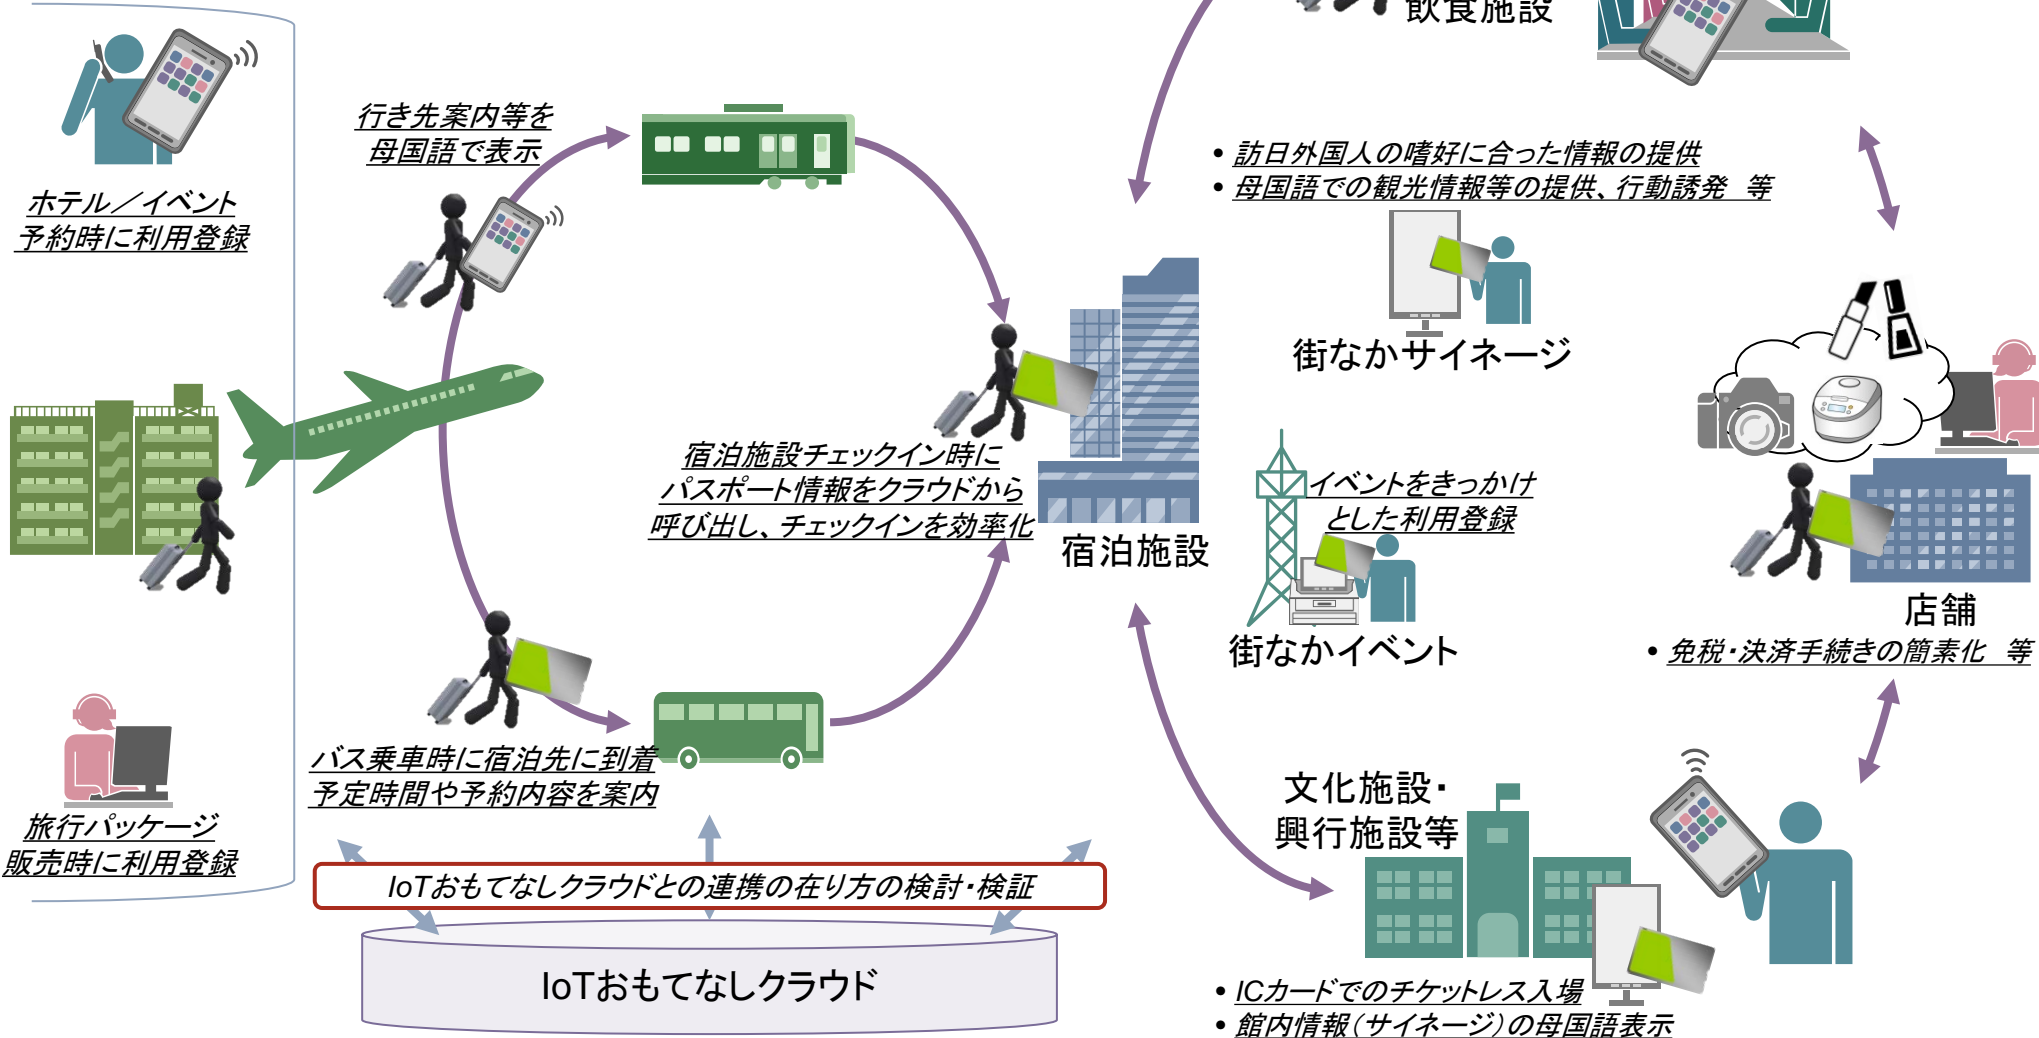 飲食施設
行き先案内等を
母国語で表示
• 訪日外国人の嗜好に合った情報の提供
• 母国語での観光情報等の提供、行動誘発　等
ホテル／イベント
予約時に利用登録
街なかサイネージ
宿泊施設チェックイン時に
パスポート情報をクラウドから
呼び出し、チェックインを効率化
宿泊施設
イベントをきっかけ
とした利用登録
街なかイベント
店舗
• 免税・決済手続きの簡素化　等
バス乗車時に宿泊先に到着
予定時間や予約内容を案内
旅行パッケージ
販売時に利用登録
文化施設・
興行施設等
IoTおもてなしクラウドとの連携の在り方の検討・検証
IoTおもてなしクラウド
• ICカードでのチケットレス入場
• 館内情報（サイネージ）の母国語表示